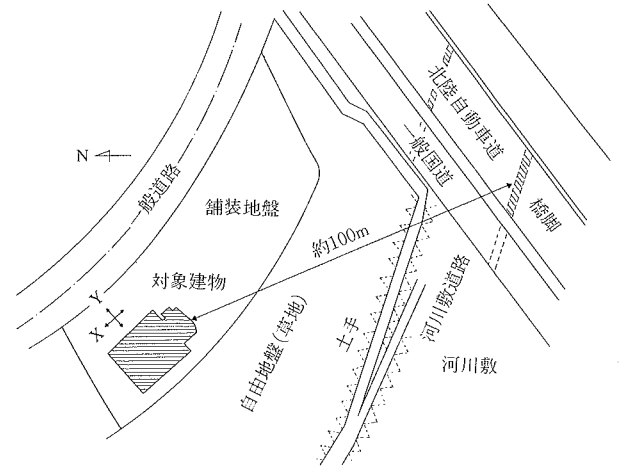 北陸自動車道
一般国道
橋脚
N
般道路
舗装地盤
約100m
対象建物
Y
X
自由地盤(草地)
土手
河川敷道路
河川敷